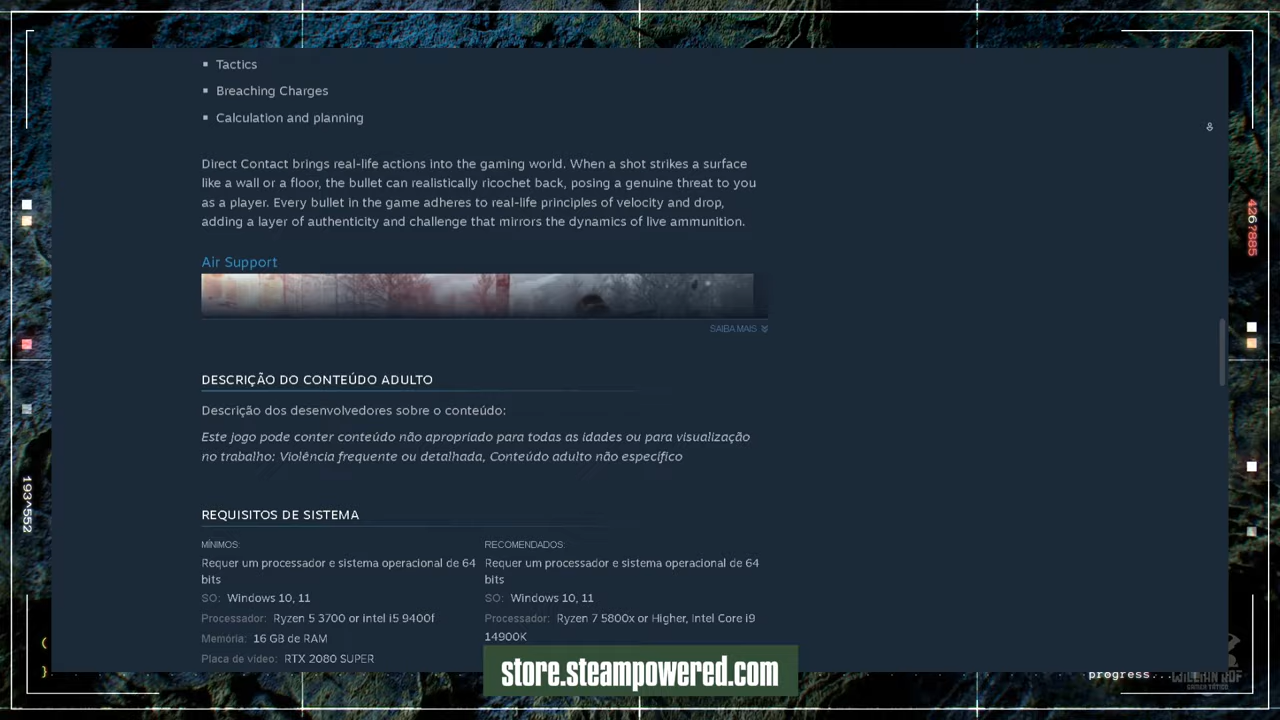 Tactics
Breaching Charges
Calculation and planning
Direct Contact brings real-life actions into the gaming world. When a shot strikes a surface
like a wall or a floor, the bullet can realistically ricochet back, posing a genuine threat to you
as a player. Every bullet in the game adheres to real-life principles of velocity and drop,
adding a layer of authenticity and challenge that mirrors the dynamics of live ammunition.
Air Support
SAIBA MAIS
DESCRIÇÃO DO CONTEÚDO ADULTO
Descrição dos desenvolvedores sobre o conteúdo:
Este jogo pode conter conteúdo não apropriado para todas as idades ou para visualização
no trabalho: Violência frequente ou detalhada, Conteúdo adulto não específico
REQUISITOS DE SISTEMA
MÍNIMOS:
Requer um processador e sistema operacional de 64
bits
SO: Windows 10, 11
Processador: Ryzen 5 3700 or intel i5 9400f
Memória: 16 GB de RAM
Placa de vídeo: RTX 2080 SUPER
RECOMENDADOS:
Requer um processador e sistema operacional de 64
bits
SO: Windows 10, 11
Processador: Ryzen 7 5800x or Higher, Intel Core i9
14900K
store.steampowered.com
progress...
193^552